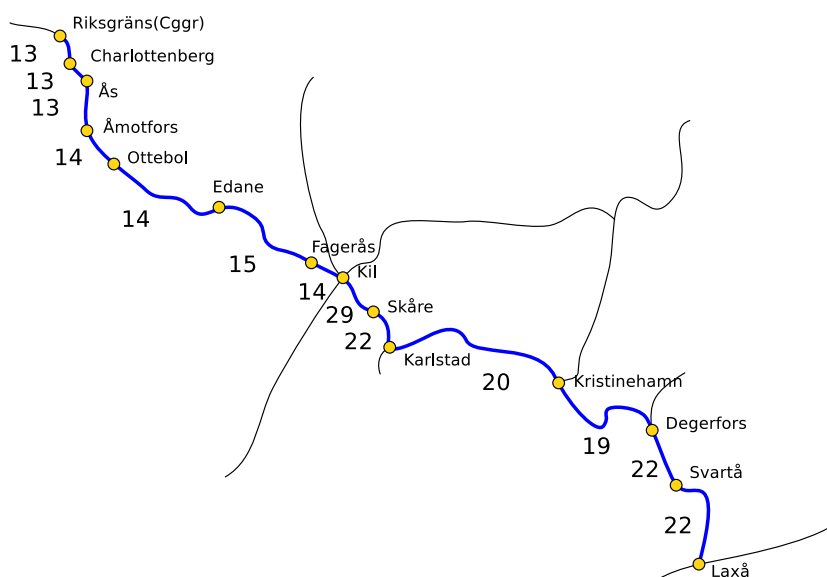 Riksgräns(Cggr)
13
Charlottenberg
13
Ås
13
Åmotfors
14
Ottebol
14
Edane
15
Fagerås
14
Kil
29
Skåre
22
Karlstad
20
Kristinehamn
19
Degerfors
22
Svartå
22
Laxå